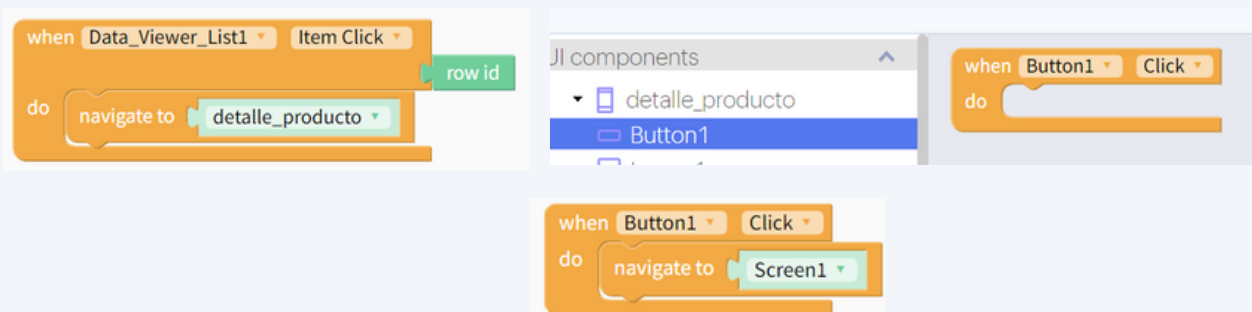 when Data_Viewer_List1 Item Click
row id
do navigate to detalle_producto
UI components
detalle_producto
Button1
when Button1 Click
do
when Button1 Click
do navigate to Screen1